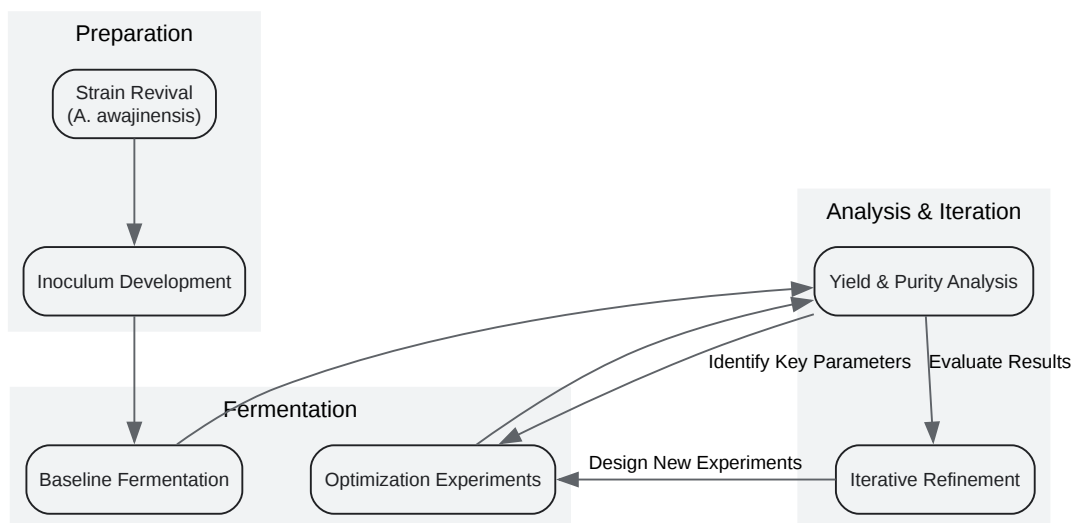 Preparation
Strain Revival
(A. awajinensis)
Inoculum Development
Analysis & Iteration
Yield & Purity Analysis
Identify Key Parameters
Evaluate Results
Fermentation
Baseline Fermentation
Optimization Experiments
Design New Experiments
Iterative Refinement